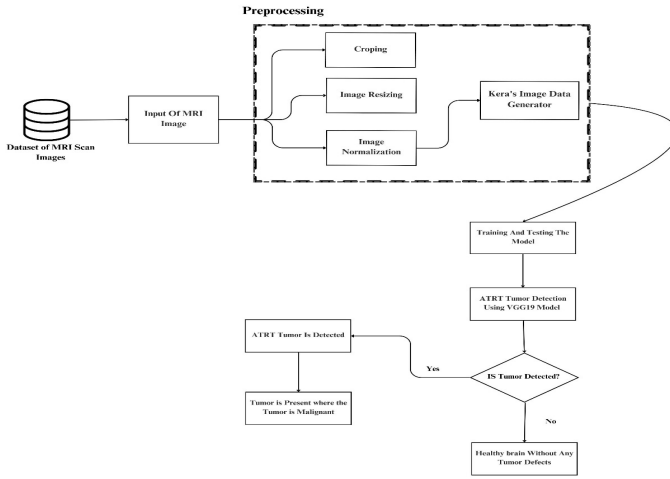 Preprocessing
Croping
Image Resizing
Image
Normalization
Kera's Image Data
Generator
Input Of MRI
Image
Dataset of MRI Scan
Images
Training And Testing The
Model
ATRT Tumor Detection
Using VGG19 Model
IS Tumor Detected?
Yes
ATRT Tumor Is Detected
Tumor is Present where the
Tumor is Malignant
No
Healthy brain Without Any
Tumor Defects